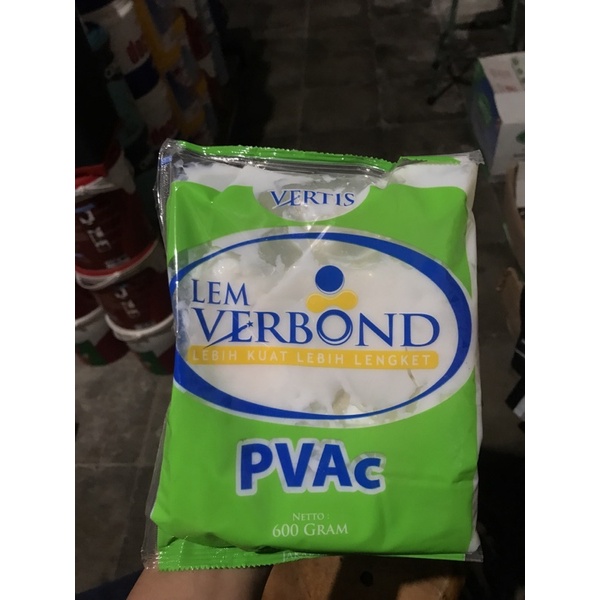 VERTIS
LEM
VERBOND
LEBIH KUAT LEBIH LENGKET
PVAc
NETTO :
600 GRAM